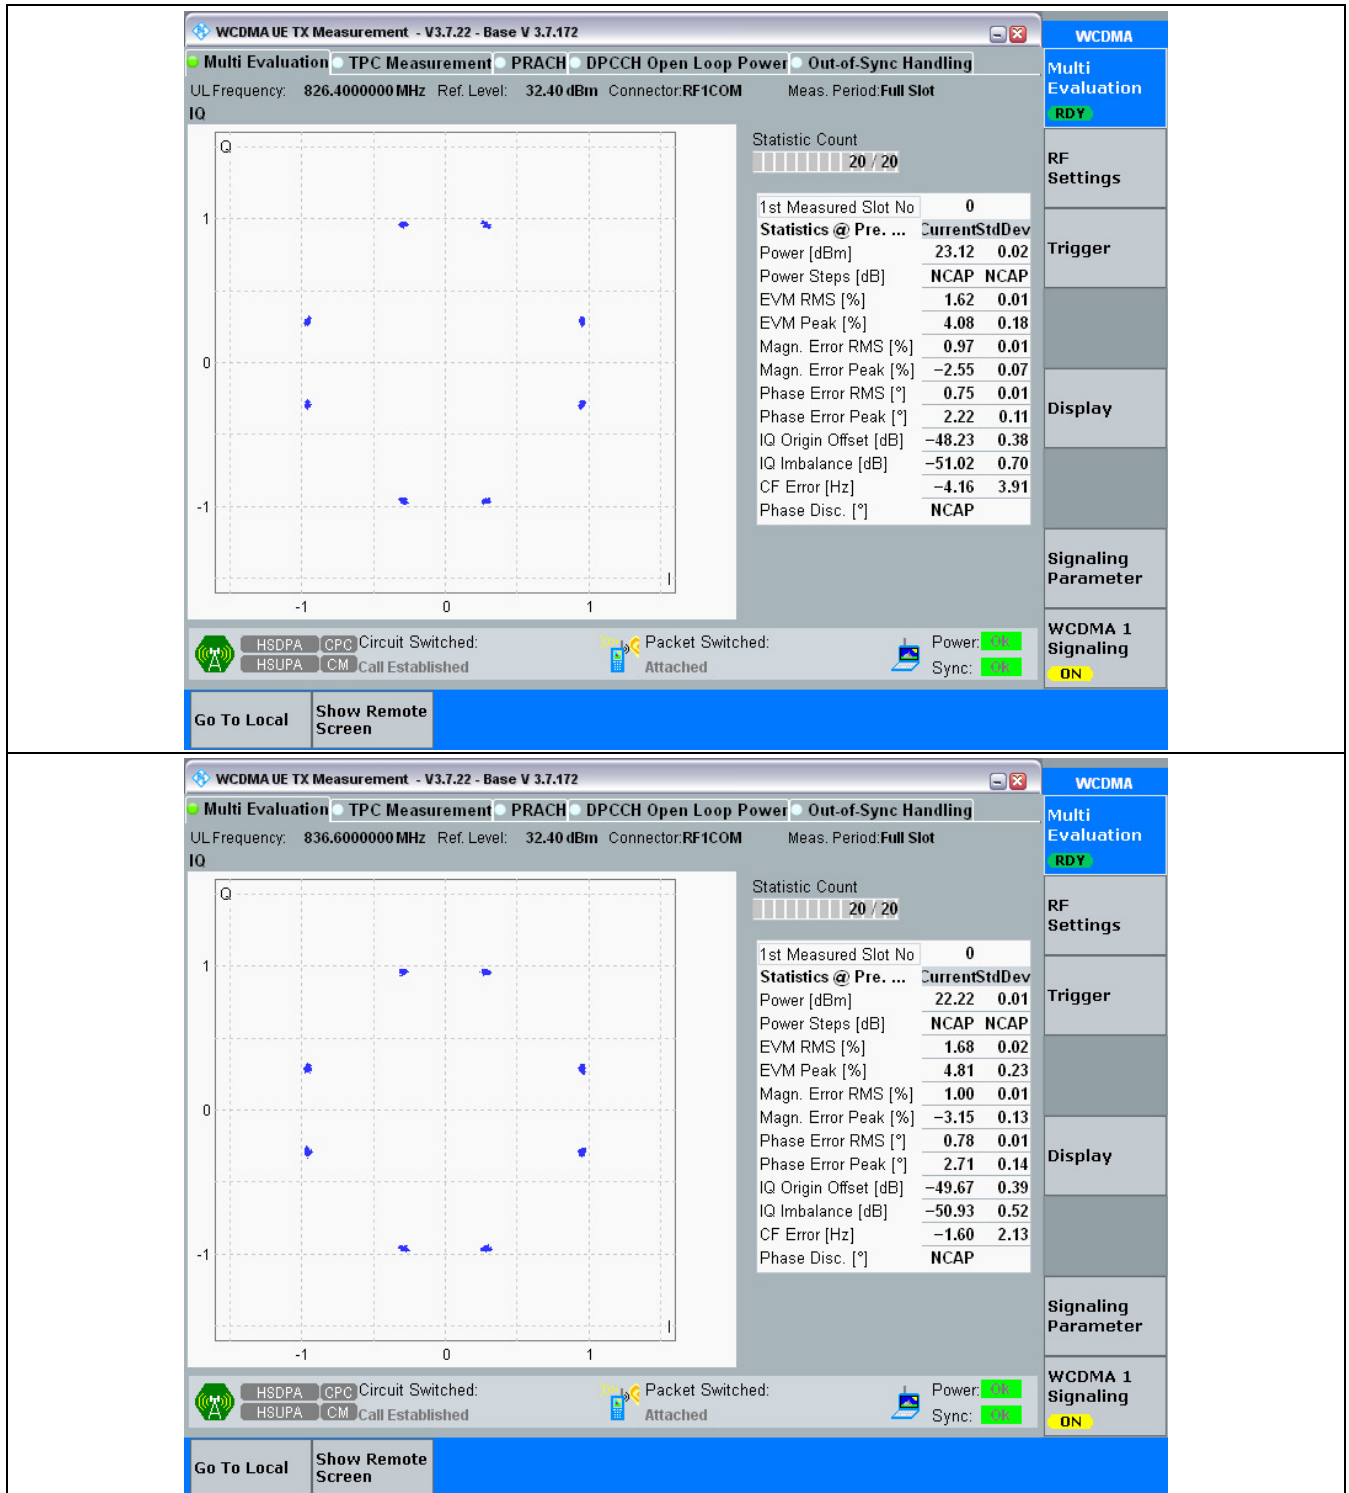 WCDMA UE TX Measurement - V3.7.22 - Base V 3.7.172
WCDMA
Multi Evaluation TPC Measurement PRACH DPCCH Open Loop Power Out-of-Sync Handling
Multi
Evaluation
RDY
UL Frequency: 826.4000000 MHz Ref. Level: 32.40 dBm Connector:RF1COM Meas. Period:Full Slot
IQ
Q
1
0
-1
-1 0 1
I
Statistic Count
20 / 20
1st Measured Slot No 0
Statistics @ Pre. ... Current StdDev
Power [dBm] 23.12 0.02
Power Steps [dB] NCAP NCAP
EVM RMS [%] 1.62 0.01
EVM Peak [%] 4.08 0.18
Magn. Error RMS [%] 0.97 0.01
Magn. Error Peak [%] −2.55 0.07
Phase Error RMS [°] 0.75 0.01
Phase Error Peak [°] 2.22 0.11
IQ Origin Offset [dB] −48.23 0.38
IQ Imbalance [dB] −51.02 0.70
CF Error [Hz] −4.16 3.91
Phase Disc. [°] NCAP
RF
Settings
Trigger
Display
Signaling
Parameter
WCDMA 1
Signaling
ON
HSDPA CPC Circuit Switched: Packet Switched: Power: Ok
HSUPA CM Call Established Attached Sync: Ok
Go To Local
Show Remote
Screen
WCDMA UE TX Measurement - V3.7.22 - Base V 3.7.172
WCDMA
Multi Evaluation TPC Measurement PRACH DPCCH Open Loop Power Out-of-Sync Handling
Multi
Evaluation
RDY
UL Frequency: 836.6000000 MHz Ref. Level: 32.40 dBm Connector:RF1COM Meas. Period:Full Slot
IQ
Q
1
0
-1
-1 0 1
I
Statistic Count
20 / 20
1st Measured Slot No 0
Statistics @ Pre. ... Current StdDev
Power [dBm] 22.22 0.01
Power Steps [dB] NCAP NCAP
EVM RMS [%] 1.68 0.02
EVM Peak [%] 4.81 0.23
Magn. Error RMS [%] 1.00 0.01
Magn. Error Peak [%] −3.15 0.13
Phase Error RMS [°] 0.78 0.01
Phase Error Peak [°] 2.71 0.14
IQ Origin Offset [dB] −49.67 0.39
IQ Imbalance [dB] −50.93 0.52
CF Error [Hz] −1.60 2.13
Phase Disc. [°] NCAP
RF
Settings
Trigger
Display
Signaling
Parameter
WCDMA 1
Signaling
ON
HSDPA CPC Circuit Switched: Packet Switched: Power: Ok
HSUPA CM Call Established Attached Sync: Ok
Go To Local
Show Remote
Screen